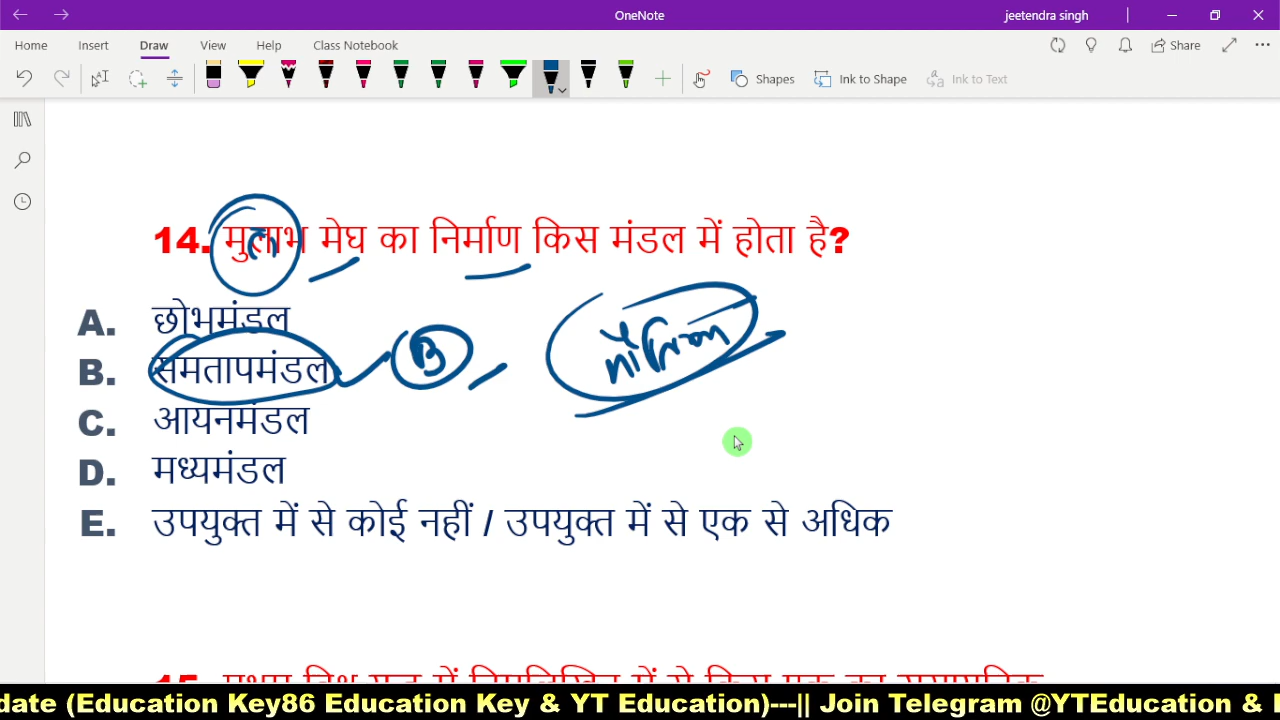 OneNote
jeetendra singh
Home Insert Draw View Help Class Notebook
Share
Shapes Ink to Shape Ink to Text
14. मुलाभ मेघ का निर्माण किस मंडल में होता है?
A. छोभमंडल
B. समतापमंडल B
C. आयनमंडल
D. मध्यमंडल
E. उपयुक्त में से कोई नहीं / उपयुक्त में से एक से अधिक
date (Education Key86 Education Key & YT Education)---|| Join Telegram @YTEducation &